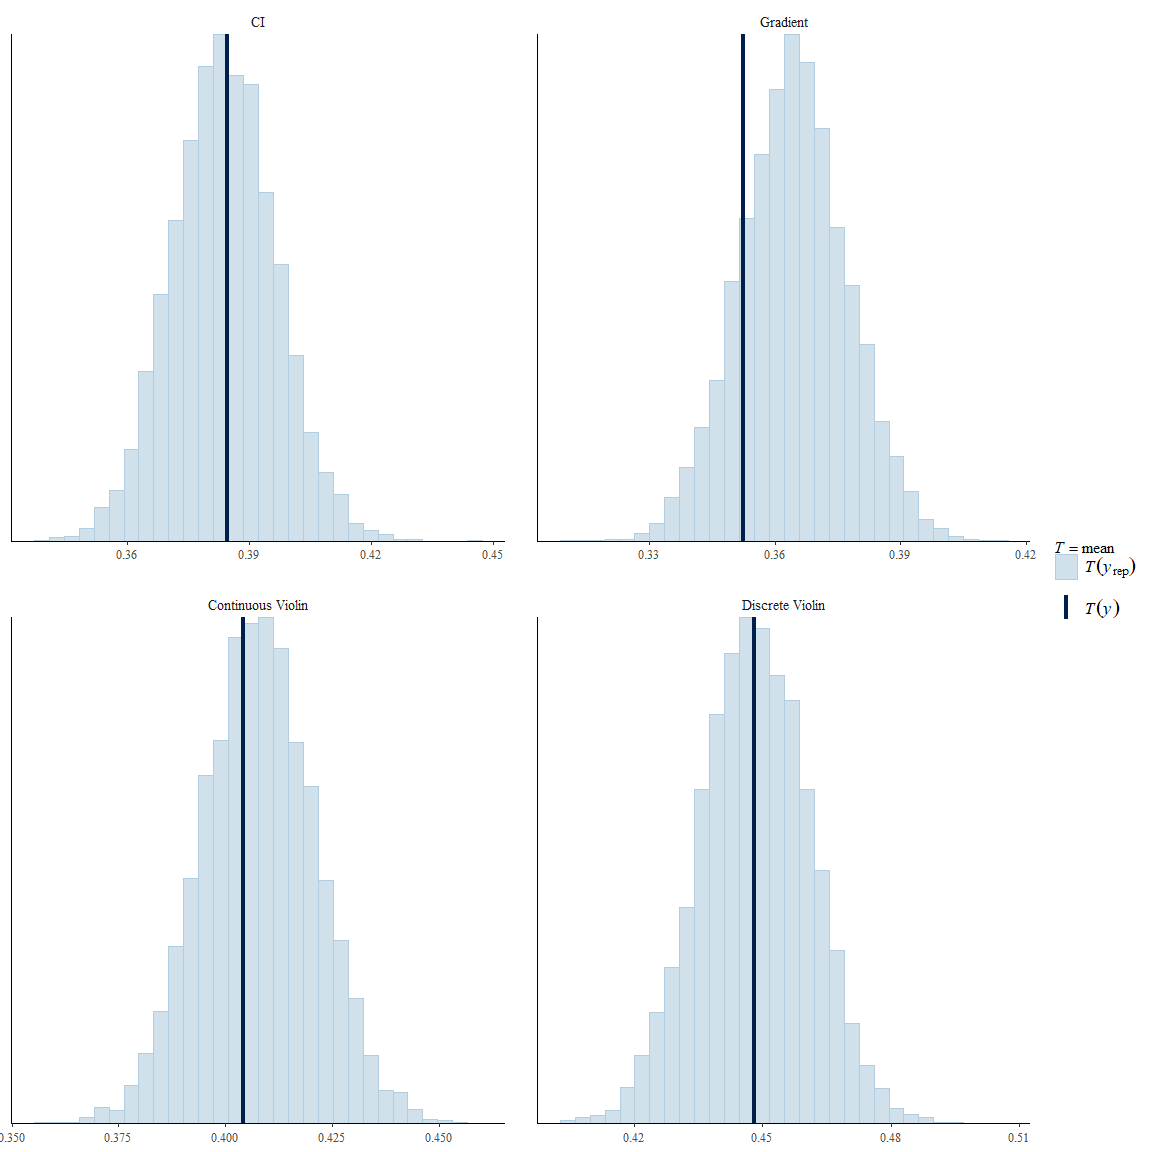 CI
Gradient
0.36 0.39 0.42 0.45
0.33 0.36 0.39 0.42
T = mean
T(yrep)
T(y)
Continuous Violin
Discrete Violin
0.350 0.375 0.400 0.425 0.450
0.42 0.45 0.48 0.51